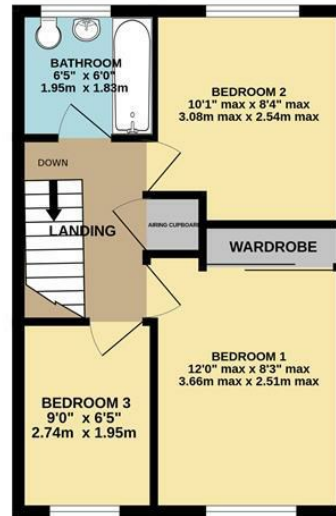 BATHROOM
6'5" x 6'0"
1.95m x 1.83m
BEDROOM 2
10'1" max x 8'4" max
3.08m max x 2.54m max
DOWN
LANDING
AIRING CUPBOARD
WARDROBE
BEDROOM 1
12'0" max x 8'3" max
3.66m max x 2.51m max
BEDROOM 3
9'0" x 6'5"
2.74m x 1.95m